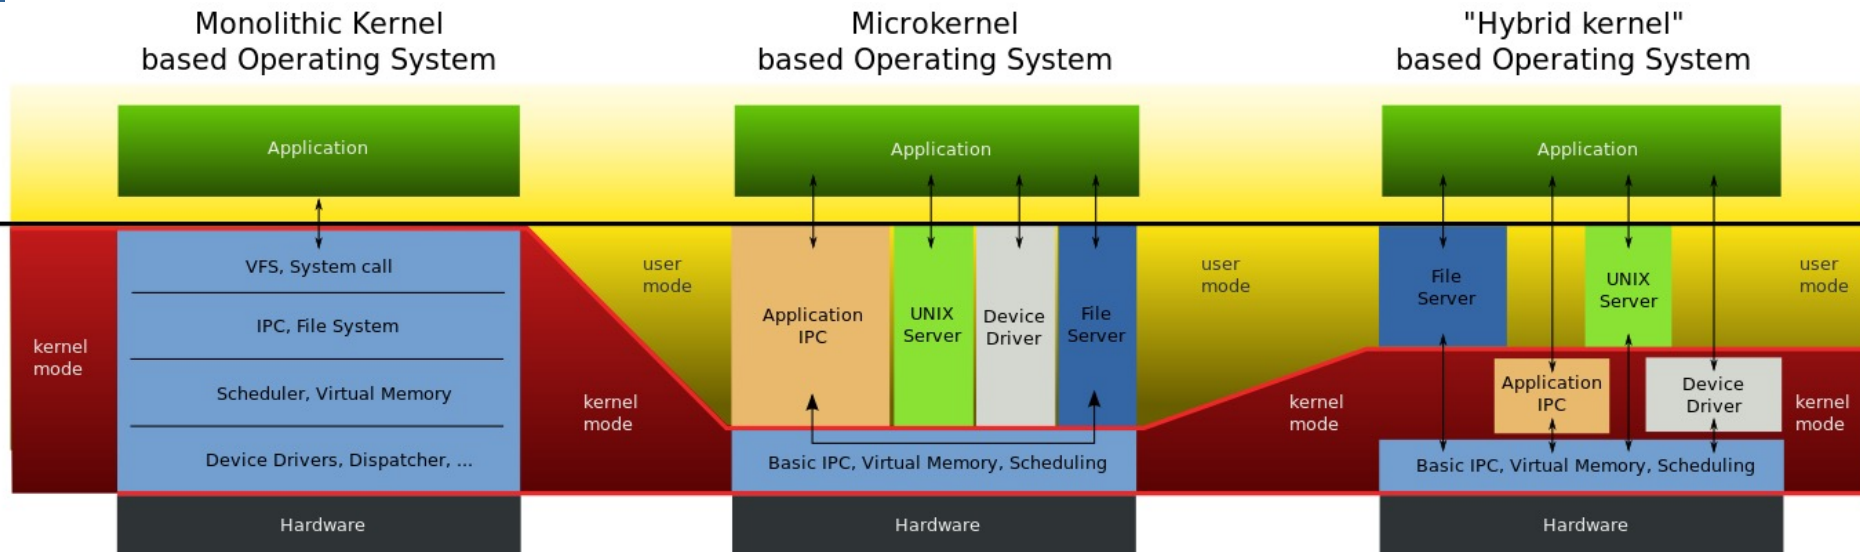 Monolithic Kernel
based Operating System
Application
VFS, System call
IPC, File System
Scheduler, Virtual Memory
Device Drivers, Dispatcher, ...
Hardware
kernel
mode
kernel
mode
user
mode
Microkernel
based Operating System
Application
Application
IPC
UNIX
Server
Device
Driver
File
Server
Basic IPC, Virtual Memory, Scheduling
Hardware
user
mode
kernel
mode
"Hybrid kernel"
based Operating System
Application
File
Server
UNIX
Server
user
mode
Application
IPC
Device
Driver
kernel
mode
Basic IPC, Virtual Memory, Scheduling
Hardware